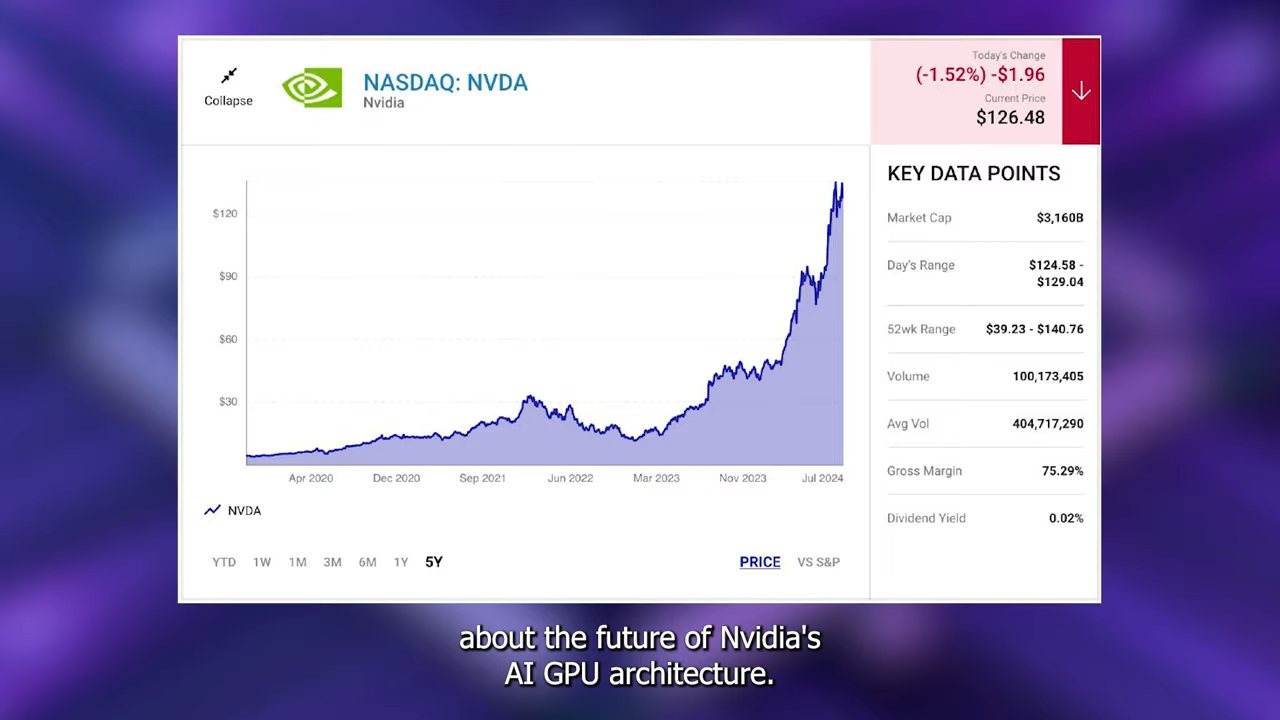 Collapse
NASDAQ: NVDA
Nvidia
Today's Change
(-1.52%) -$1.96
Current Price
$126.48
$120
$90
$60
$30
Apr 2020 Dec 2020 Sep 2021 Jun 2022 Mar 2023 Nov 2023 Jul 2024
NVDA
YTD 1W 1M 3M 6M 1Y 5Y PRICE VS S&P
KEY DATA POINTS
Market Cap $3,160B
Day's Range $124.58 -
$129.04
52wk Range $39.23 - $140.76
Volume 100,173,405
Avg Vol 404,717,290
Gross Margin 75.29%
Dividend Yield 0.02%
about the future of Nvidia's
AI GPU architecture.